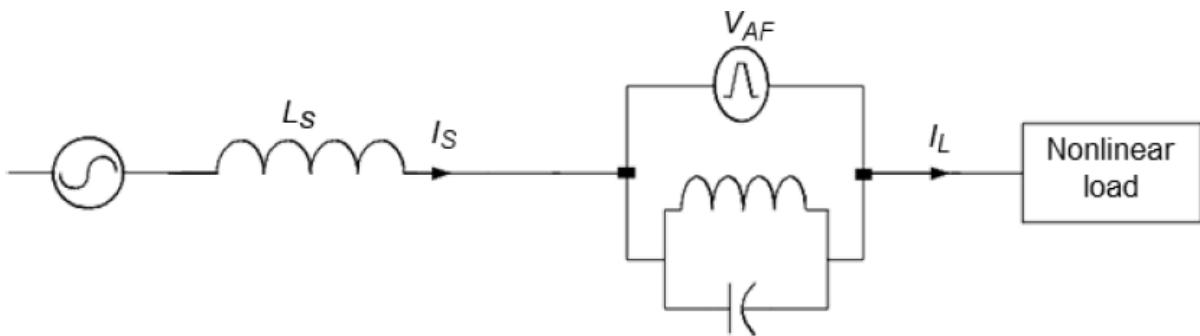 V_AF
L_S
I_S
I_L
Nonlinear
load